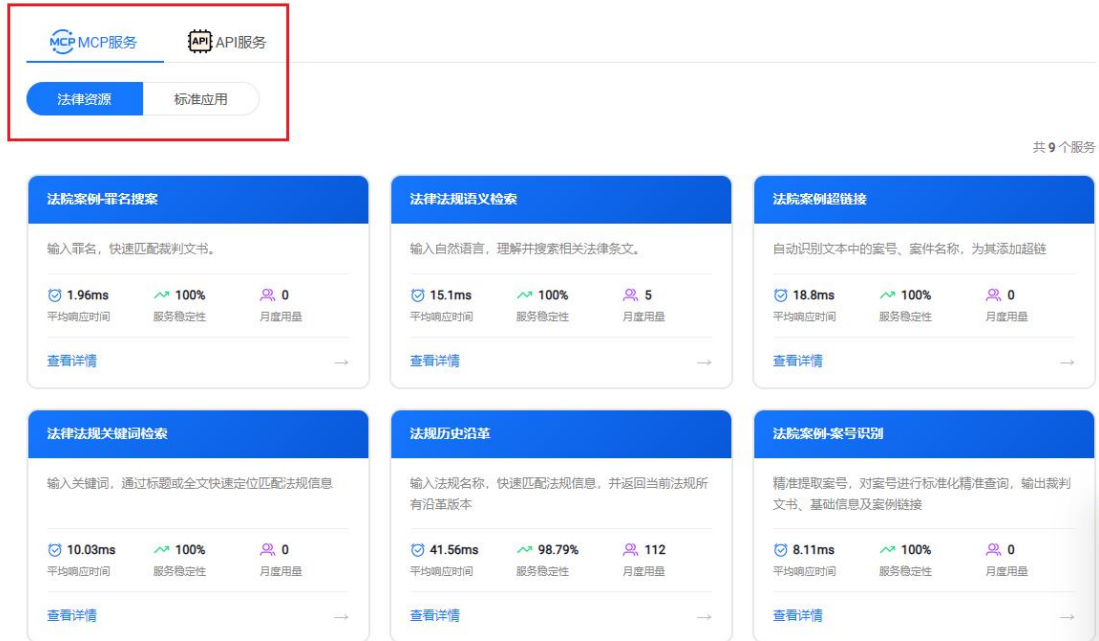 MCP MCP服务 API API服务
法律资源 标准应用
共 9 个服务
法院案例-罪名搜案 法律法规语义检索 法院案例超链接
输入罪名，快速匹配裁判文书。 输入自然语言，理解并搜索相关法律条文。 自动识别文本中的案号、案件名称，为其添加超链
1.96ms 100% 0 15.1ms 100% 5 18.8ms 100% 0
平均响应时间 服务稳定性 月度用量 平均响应时间 服务稳定性 月度用量 平均响应时间 服务稳定性 月度用量
查看详情 → 查看详情 → 查看详情 →
法律法规关键词检索 法规历史沿革 法院案例-案号识别
输入关键词，通过标题或全文快速定位匹配法规信息 输入法规名称，快速匹配法规信息，并返回当前法规所 精准提取案号，对案号进行标准化精准查询，输出裁判
有沿革版本 文书、基础信息及案例链接
10.03ms 100% 0 41.56ms 98.79% 112 8.11ms 100% 0
平均响应时间 服务稳定性 月度用量 平均响应时间 服务稳定性 月度用量 平均响应时间 服务稳定性 月度用量
查看详情 → 查看详情 → 查看详情 →